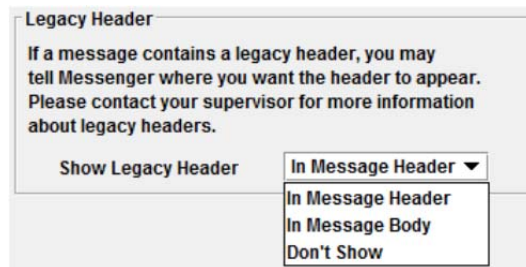 Legacy Header
If a message contains a legacy header, you may
tell Messenger where you want the header to appear.
Please contact your supervisor for more information
about legacy headers.
Show Legacy Header In Message Header
In Message Header
In Message Body
Don't Show